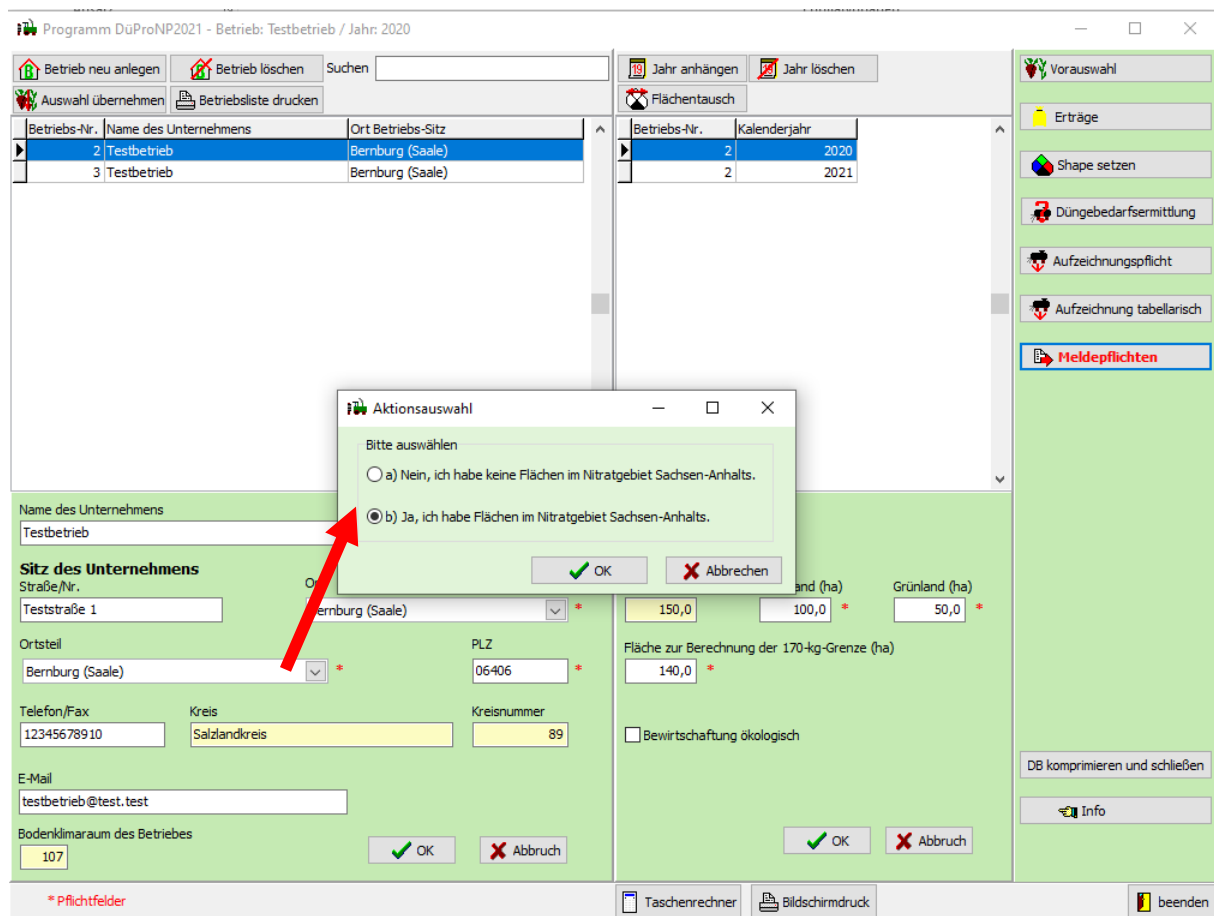 Programm DüProNP2021 - Betrieb: Testbetrieb / Jahr: 2020
Betrieb neu anlegen Betrieb löschen Suchen
Auswahl übernehmen Betriebsliste drucken
Jahr anhängen Jahr löschen
Flächentausch
Betriebs-Nr. Name des Unternehmens Ort Betriebs-Sitz
2 Testbetrieb Bernburg (Saale)
3 Testbetrieb Bernburg (Saale)
Betriebs-Nr. Kalenderjahr
2 2020
2 2021
Vorauswahl
Erträge
Shape setzen
Düngebedarfsermittlung
Aufzeichnungspflicht
Aufzeichnung tabellarisch
Meldepflichten
Aktionsauswahl
Bitte auswählen
a) Nein, ich habe keine Flächen im Nitratgebiet Sachsen-Anhalts.
b) Ja, ich habe Flächen im Nitratgebiet Sachsen-Anhalts.
OK Abbrechen
Name des Unternehmens
Testbetrieb
Sitz des Unternehmens
Straße/Nr.
Teststraße 1 Bernburg (Saale) *
Ortsteil PLZ
Bernburg (Saale) * 06406 *
Telefon/Fax Kreis Kreisnummer
12345678910 Salzlandkreis 89
E-Mail
testbetrieb@test.test
Bodenklimaraum des Betriebes
107
OK Abbruch
Grünland (ha)
150,0 100,0 * 50,0 *
Fläche zur Berechnung der 170-kg-Grenze (ha)
140,0 *
Bewirtschaftung ökologisch
OK Abbruch
DB komprimieren und schließen
Info
* Pflichtfelder Taschenrechner Bildschirmdruck beenden